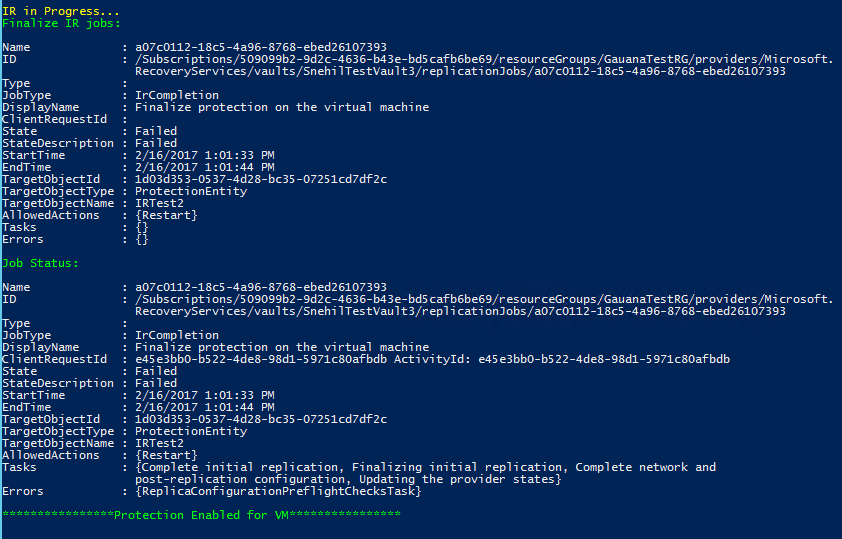 IR in Progress...
Finalize IR jobs:
Name : a07c0112-18c5-4a96-8768-ebed26107393
ID : /Subscriptions/509099b2-9d2c-4636-b43e-bd5cafb6be69/resourceGroups/GauanaTestRG/providers/Microsoft.
RecoveryServices/vaults/SnehilTestVault3/replicationJobs/a07c0112-18c5-4a96-8768-ebed26107393
Type :
JobType : IrCompletion
DisplayName : Finalize protection on the virtual machine
ClientRequestId :
State : Failed
StateDescription : Failed
StartTime : 2/16/2017 1:01:33 PM
EndTime : 2/16/2017 1:01:44 PM
TargetObjectId : 1d03d353-0537-4d28-bc35-07251cd7df2c
TargetObjectType : ProtectionEntity
TargetObjectName : IRTest2
AllowedActions : {Restart}
Tasks : {}
Errors : {}
Job Status:
Name : a07c0112-18c5-4a96-8768-ebed26107393
ID : /Subscriptions/509099b2-9d2c-4636-b43e-bd5cafb6be69/resourceGroups/GauanaTestRG/providers/Microsoft.
RecoveryServices/vaults/SnehilTestVault3/replicationJobs/a07c0112-18c5-4a96-8768-ebed26107393
Type :
JobType : IrCompletion
DisplayName : Finalize protection on the virtual machine
ClientRequestId : e45e3bb0-b522-4de8-98d1-5971c80afbdb ActivityId: e45e3bb0-b522-4de8-98d1-5971c80afbdb
State : Failed
StateDescription : Failed
StartTime : 2/16/2017 1:01:33 PM
EndTime : 2/16/2017 1:01:44 PM
TargetObjectId : 1d03d353-0537-4d28-bc35-07251cd7df2c
TargetObjectType : ProtectionEntity
TargetObjectName : IRTest2
AllowedActions : {Restart}
Tasks : {Complete initial replication, Finalizing initial replication, Complete network and
post-replication configuration, Updating the provider states}
Errors : {ReplicaConfigurationPreflightChecksTask}
****************Protection Enabled for VM****************